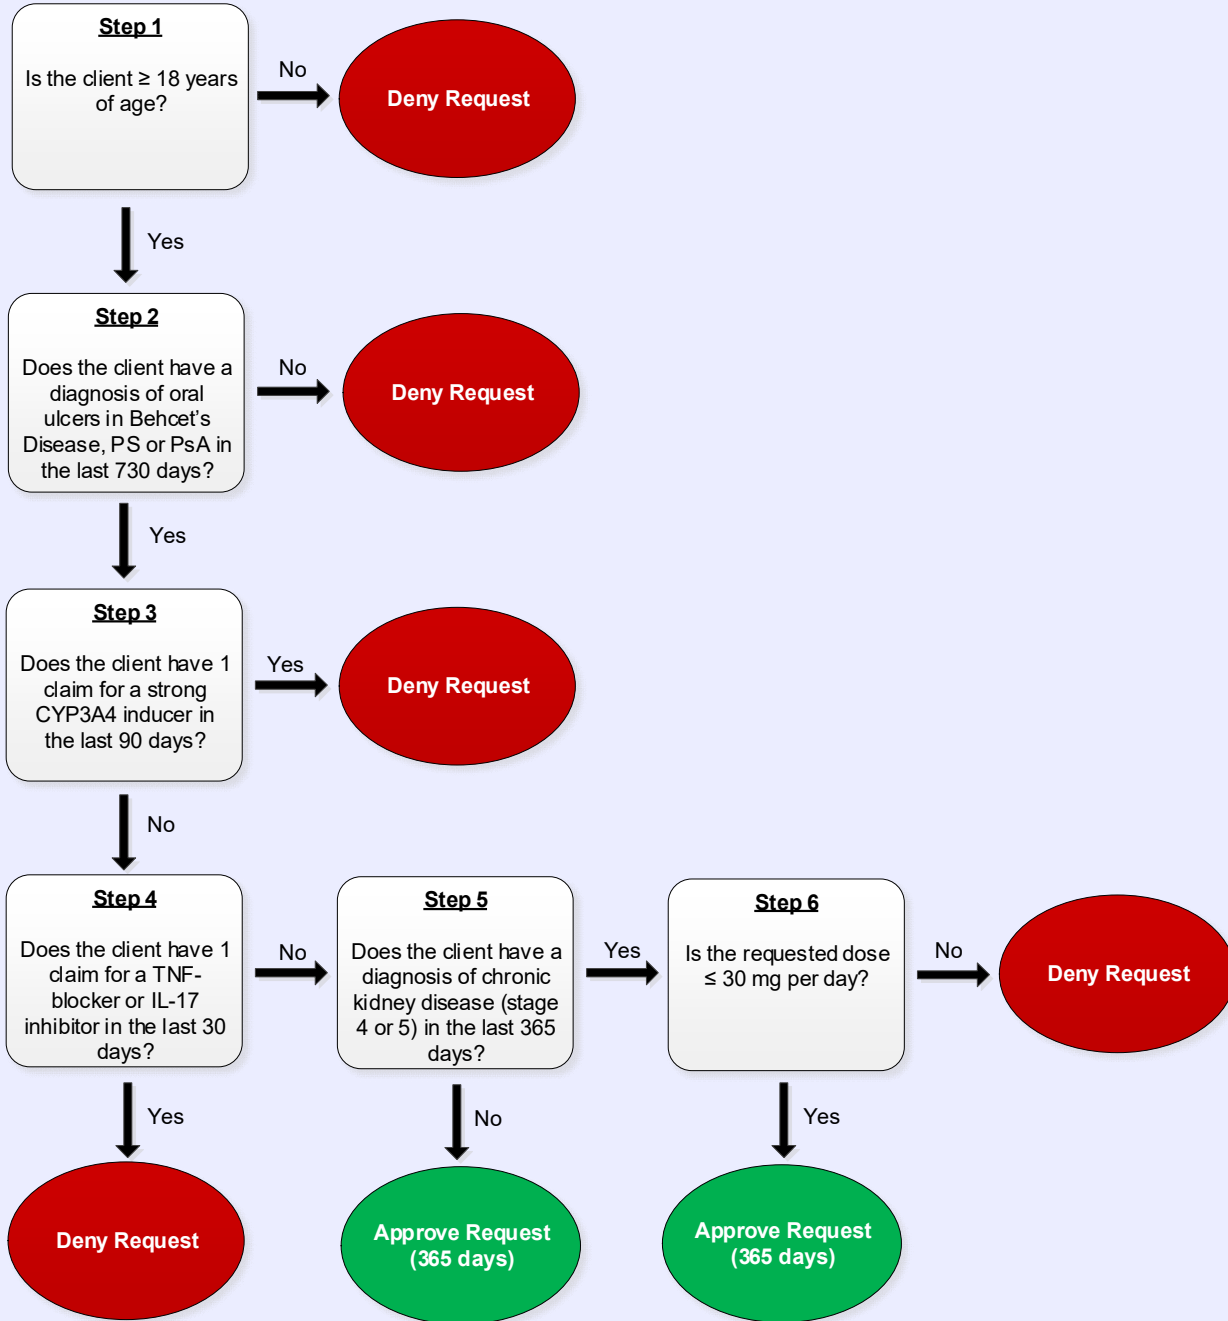 Step 1
Is the client ≥ 18 years
of age?
No
Deny Request
Yes
Step 2
Does the client have a
diagnosis of oral
ulcers in Behcet's
Disease, PS or PsA in
the last 730 days?
No
Deny Request
Yes
Step 3
Does the client have 1
claim for a strong
CYP3A4 inducer in
the last 90 days?
Yes
Deny Request
No
Step 4
Does the client have 1
claim for a TNF-
blocker or IL-17
inhibitor in the last 30
days?
No
Step 5
Does the client have a
diagnosis of chronic
kidney disease (stage
4 or 5) in the last 365
days?
Yes
Step 6
Is the requested dose
≤ 30 mg per day?
No
Deny Request
Yes
No
Yes
Deny Request
Approve Request
(365 days)
Approve Request
(365 days)